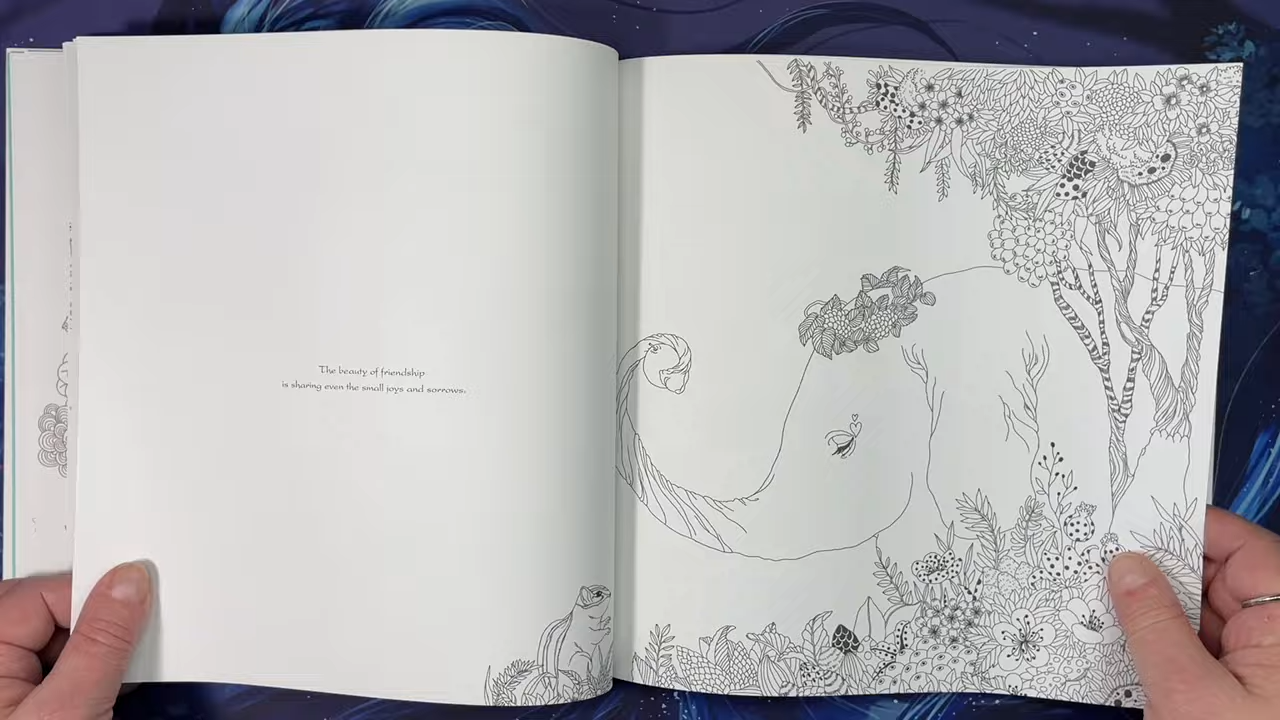 The beauty of friendship
is sharing even the small joys and sorrows.